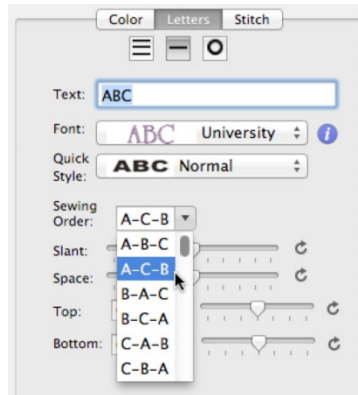 Color Letters Stitch
Text: ABC
Font: ABC University
Quick Style: ABC Normal
Sewing Order: A-C-B
A-B-C
Slant:
A-C-B
Space:
B-A-C
Top:
B-C-A
Bottom:
C-A-B
C-B-A